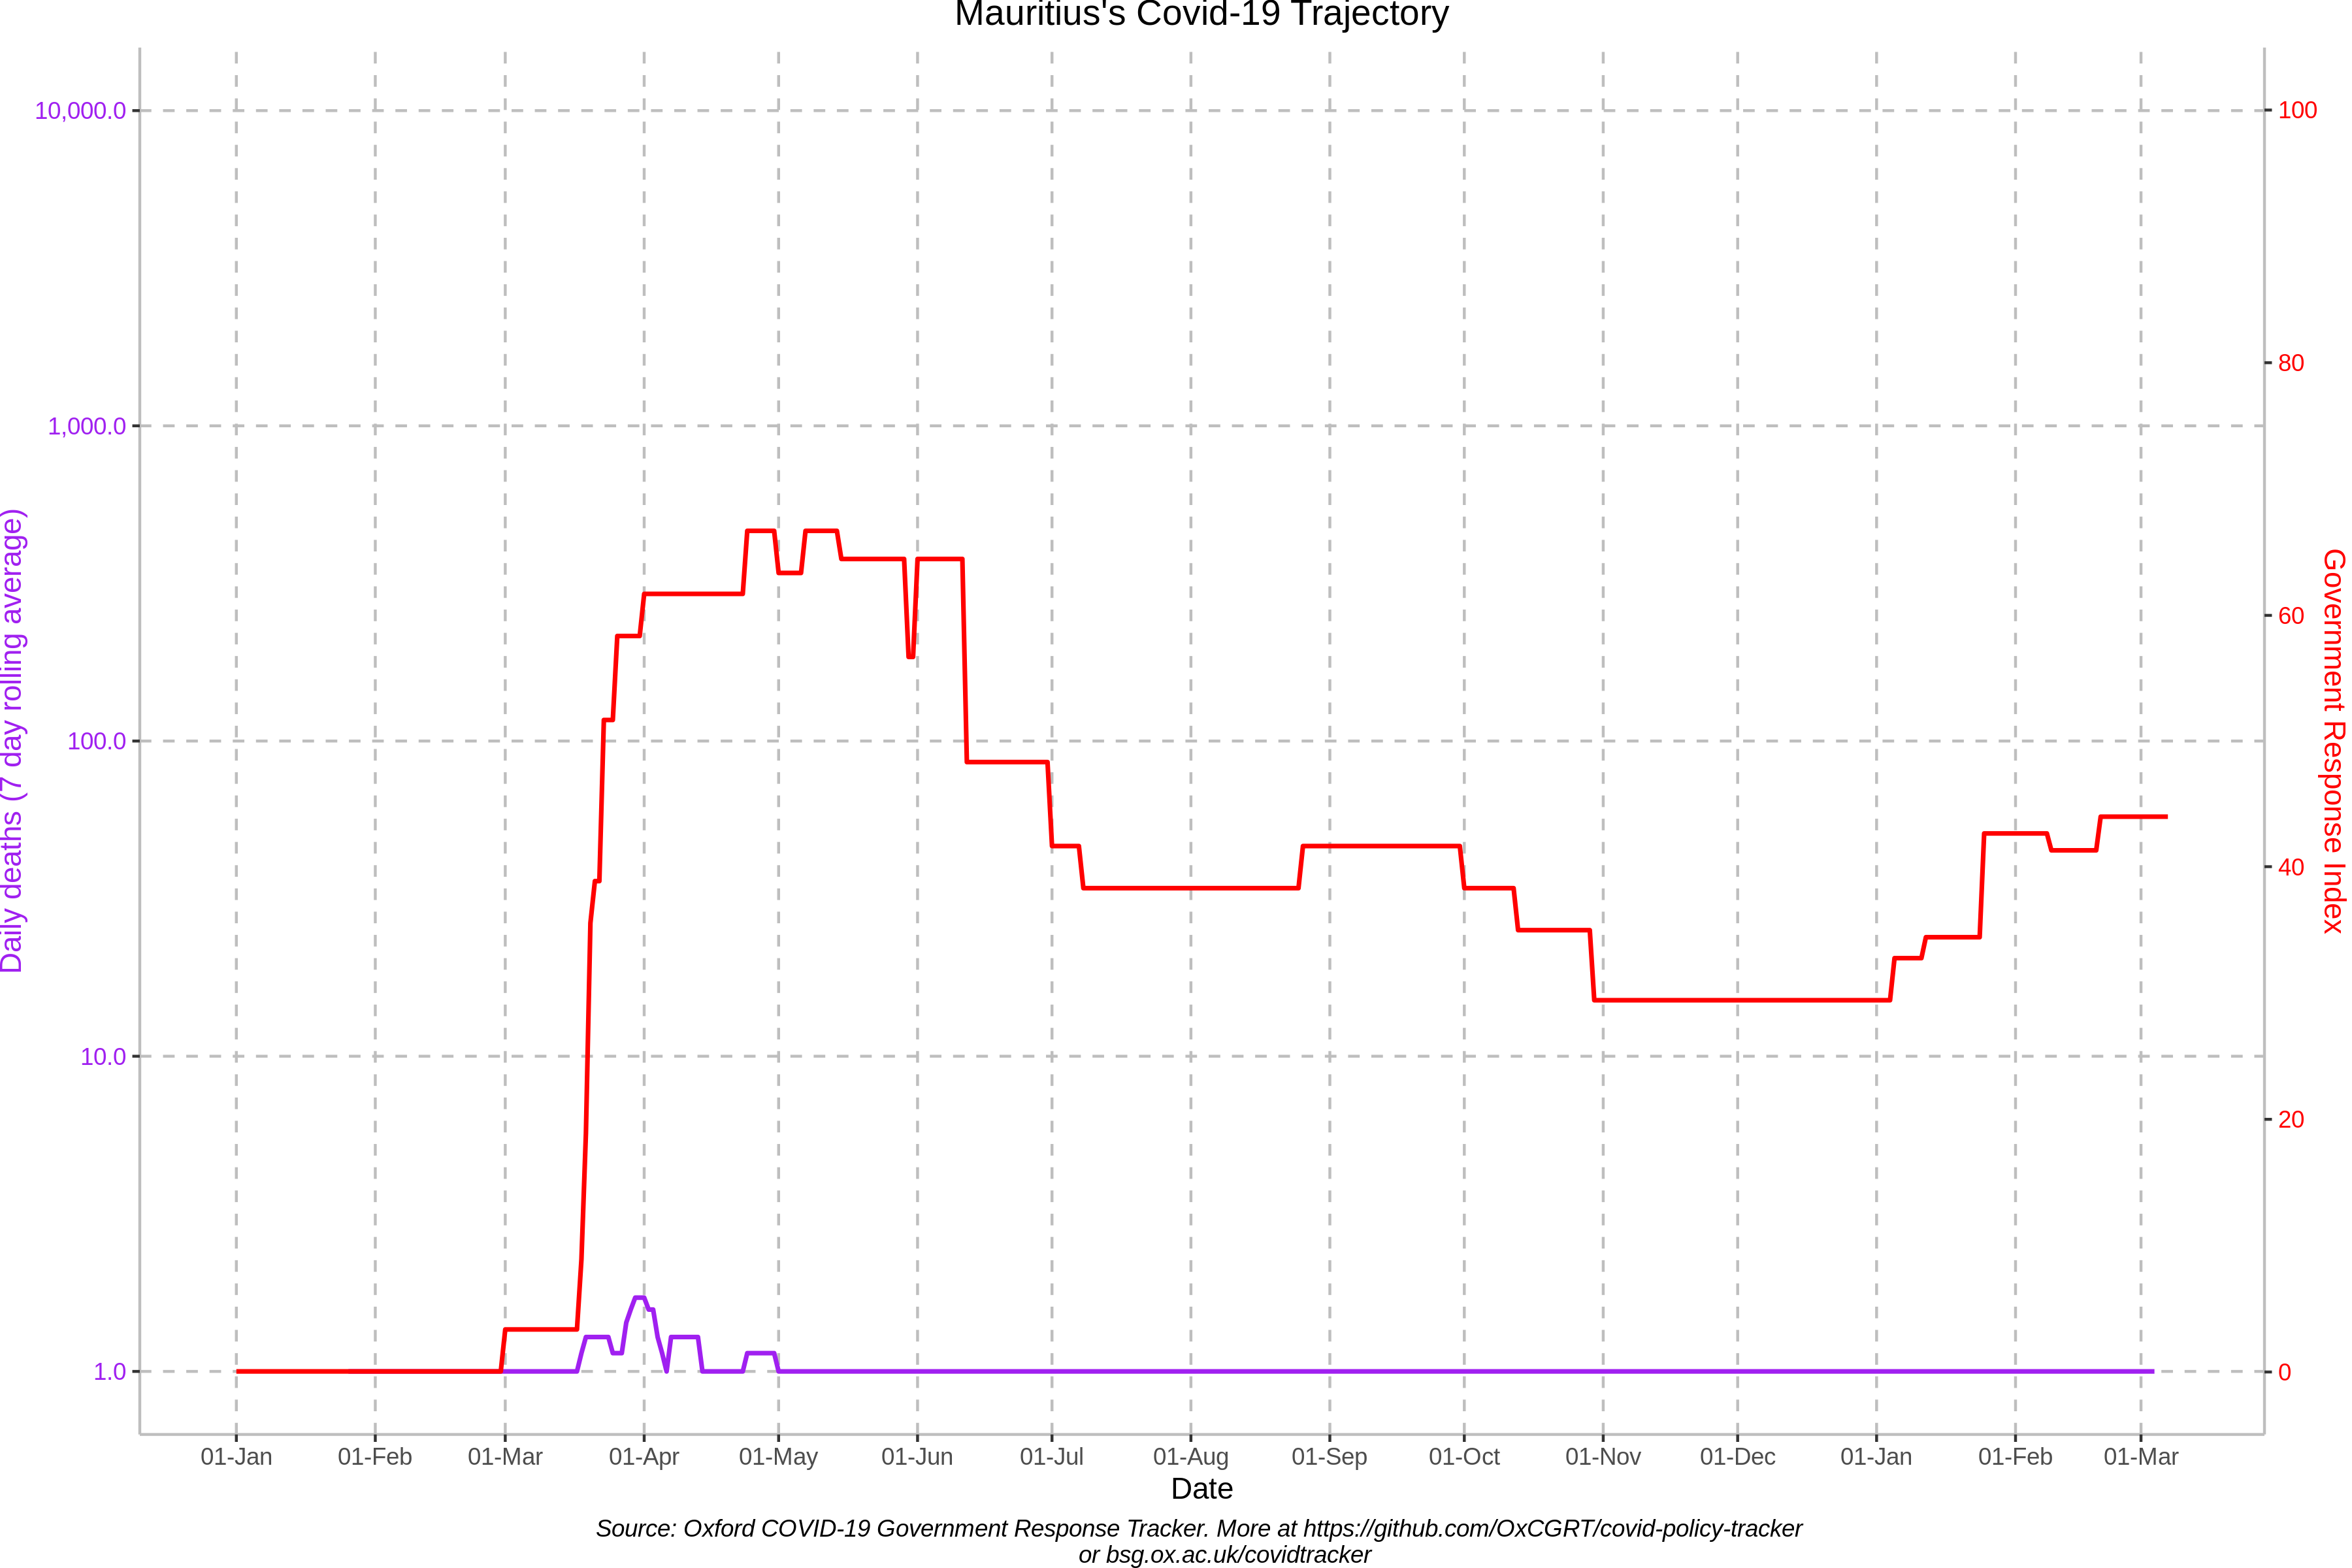 Mauritius's Covid-19 Trajectory
10,000.0
1,000.0
100.0
10.0
1.0
Daily deaths (7 day rolling average)
100
80
60
40
20
0
Government Response Index
01-Jan 01-Feb 01-Mar 01-Apr 01-May 01-Jun 01-Jul 01-Aug 01-Sep 01-Oct 01-Nov 01-Dec 01-Jan 01-Feb 01-Mar
Date
Source: Oxford COVID-19 Government Response Tracker. More at https://github.com/OxCGRT/covid-policy-tracker
or bsg.ox.ac.uk/covidtracker